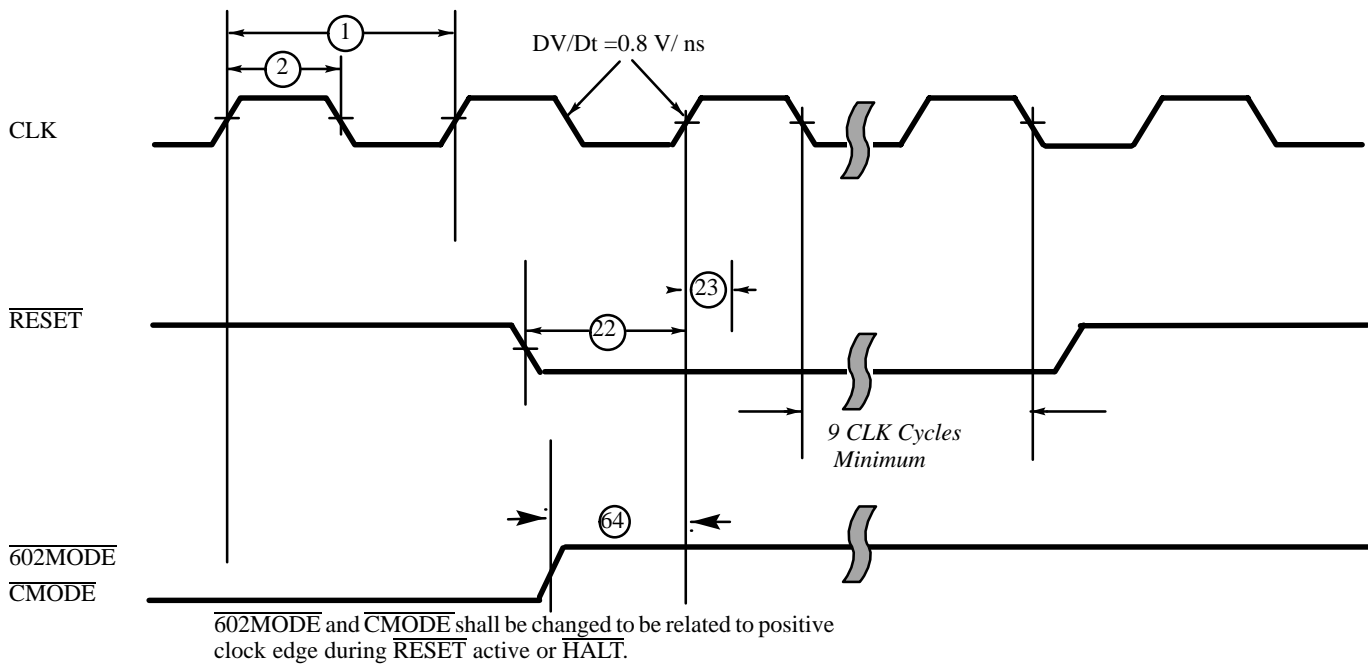 1
2
DV/Dt =0.8 V/ ns
CLK
23
RESET
22
9 CLK Cycles
Minimum
64
602MODE
CMODE
602MODE and CMODE shall be changed to be related to positive
clock edge during RESET active or HALT.